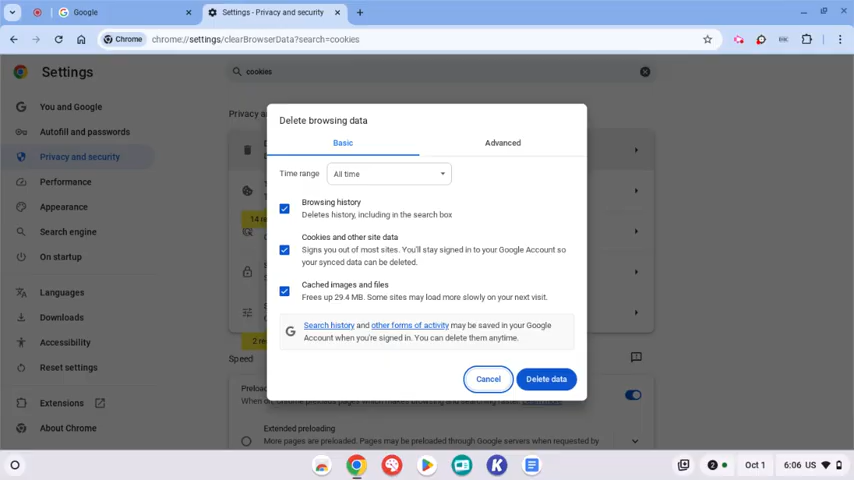 Google
Settings - Privacy and security
Chrome
chrome://settings/clearBrowserData?search=cookies
Settings
cookies
You and Google
Autofill and passwords
Privacy and security
Performance
Appearance
Search engine
On startup
Languages
Downloads
Accessibility
Reset settings
Extensions
About Chrome
Privacy a
14 re
2 re
Delete browsing data
Basic
Advanced
Time range
All time
Browsing history
Deletes history, including in the search box
Cookies and other site data
Signs you out of most sites. You'll stay signed in to your Google Account so
your synced data can be deleted.
Cached images and files
Frees up 29.4 MB. Some sites may load more slowly on your next visit.
Search history and other forms of activity may be saved in your Google
Account when you're signed in. You can delete them anytime.
Cancel
Delete data
Speed
Preload
Extended preloading
More pages are preloaded. Pages may be preloaded through Google servers when requested by
2
Oct 1
6:06 US